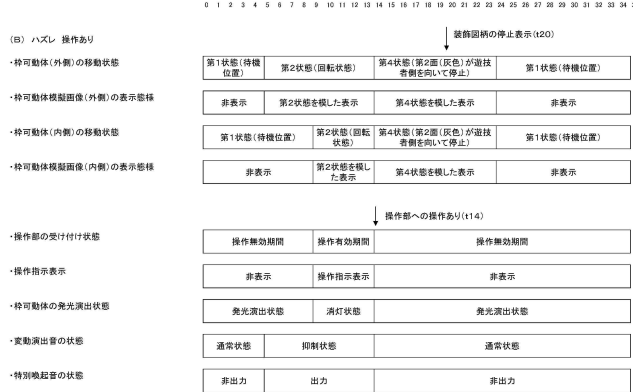 0 1 2 3 4 5 6 7 8 9 10 11 12 13 14 15 16 17 18 19 20 21 22 23 24 25 26 27 28 29 30 31 32 33 34
装飾図柄の停止表示(t20)
(B) ハズレ 操作あり
・枠可動体(外側)の移動状態
第1状態(待機
位置)
第2状態(回転状態)
第4状態(第2面(灰色)が遊技
者側を向いて停止)
第1状態(待機位置)
・枠可動体模擬画像(外側)の表示態様
非表示
第2状態を模した表示
第4状態を模した表示
非表示
・枠可動体(内側)の移動状態
第1状態(待機位置)
第2状態(回転
状態)
第4状態(第2面(灰色)が遊技
者側を向いて停止)
第1状態(待機位置)
・枠可動体模擬画像(内側)の表示態様
非表示
第2状態を模し
た表示
第4状態を模した表示
非表示
操作部への操作あり(t14)
・操作部の受け付け状態
操作無効期間
操作有効期間
操作無効期間
・操作指示表示
非表示
操作指示表示
非表示
・枠可動体の発光演出状態
発光演出状態
消灯状態
発光演出状態
・変動演出音の状態
通常状態
抑制状態
通常状態
・特別喚起音の状態
非出力
出力
非出力